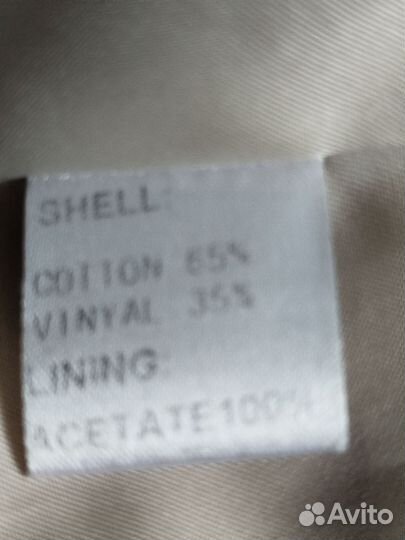 SHELL:
COTTON 65%
VINYAL 35%
LINING:
ACETATE100%
Avito